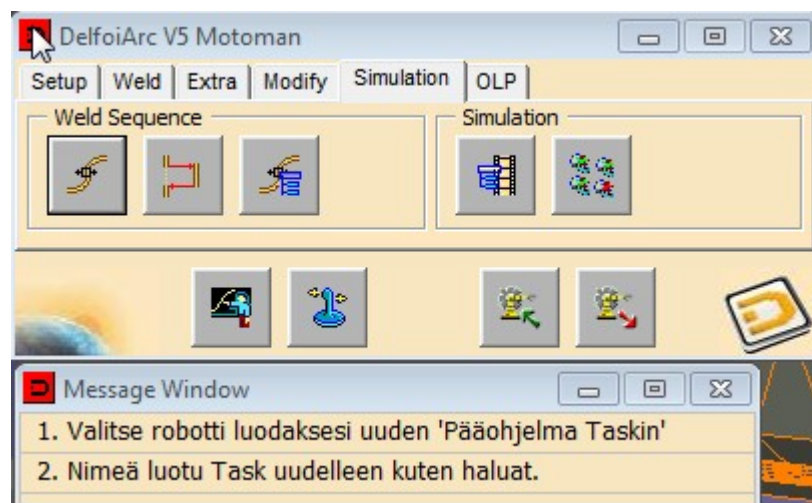 DelfoiArc V5 Motoman
Setup Weld Extra Modify Simulation OLP
Weld Sequence Simulation
Message Window
1. Valitse robotti luodaksesi uuden 'Pääohjelma Taskin'
2. Nimeä luotu Task uudelleen kuten haluat.